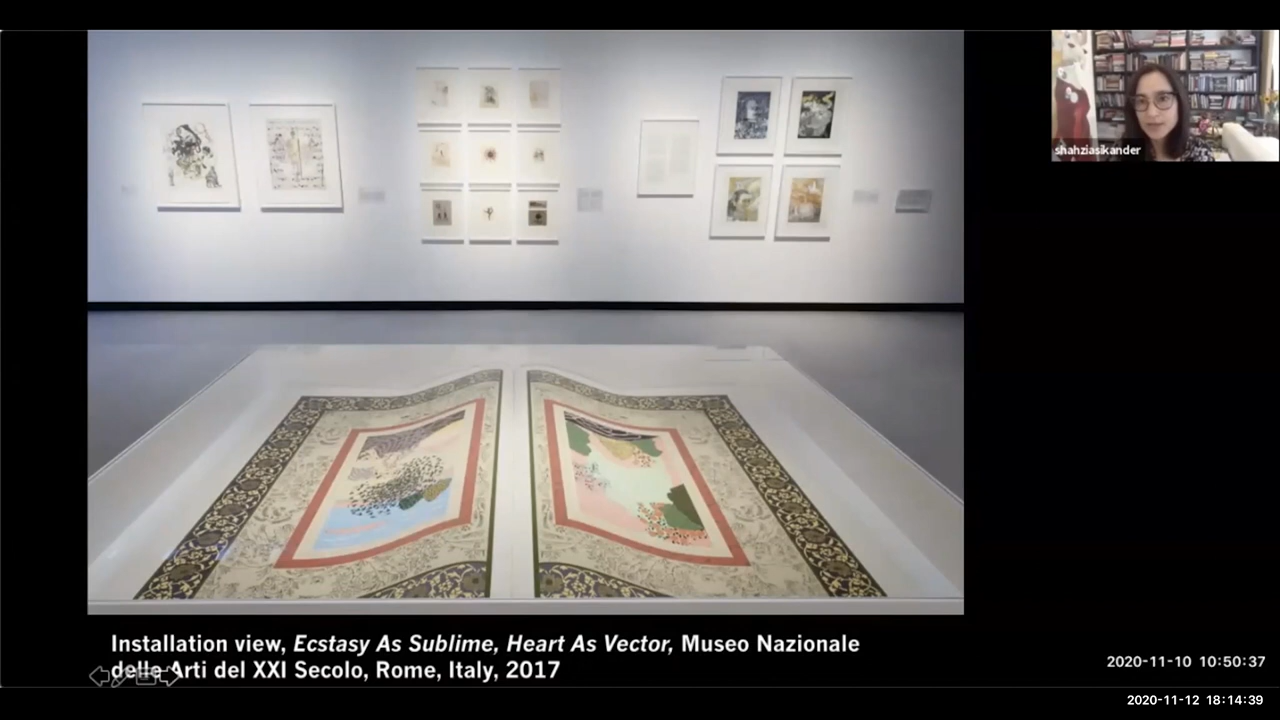 shahziasikander
Installation view, Ecstasy As Sublime, Heart As Vector, Museo Nazionale
delle Arti del XXI Secolo, Rome, Italy, 2017
2020-11-10 10:50:37
2020-11-12 18:14:39